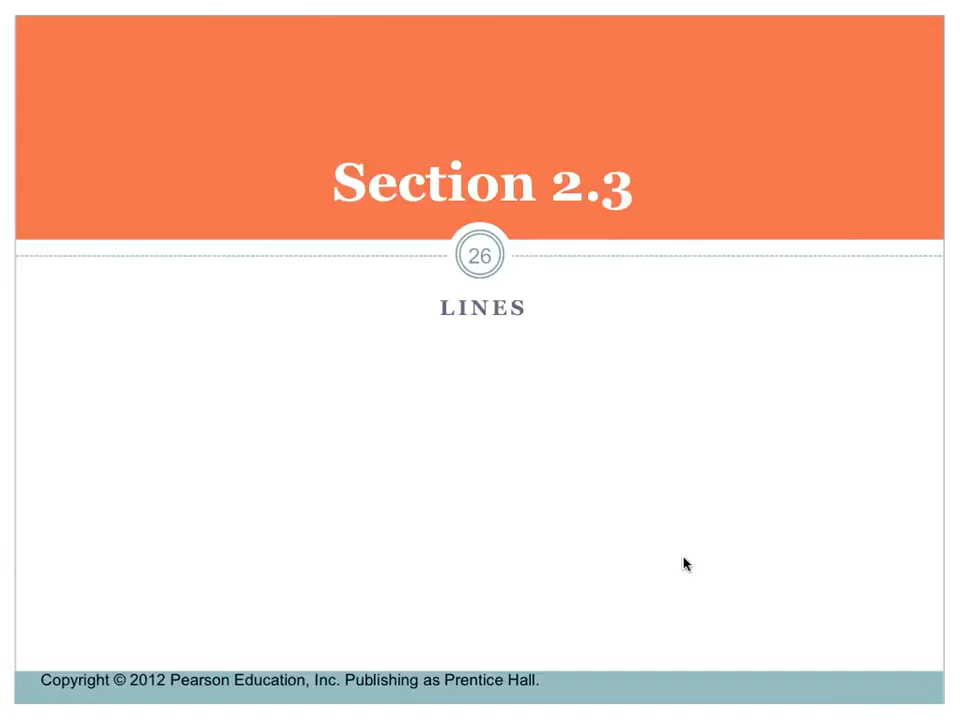 Section 2.3
26
LINES
Copyright © 2012 Pearson Education, Inc. Publishing as Prentice Hall.